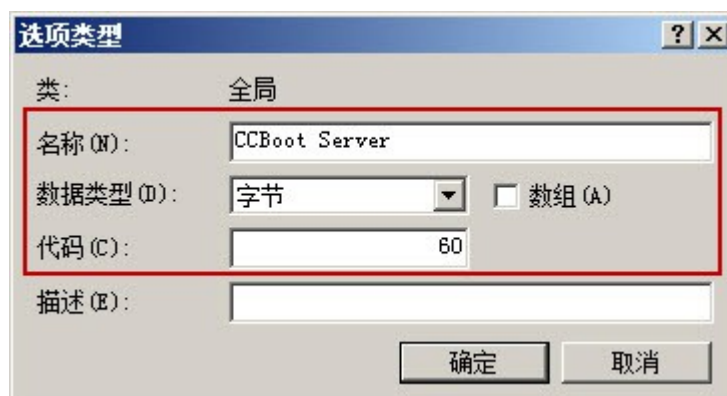 选项类型
类: 全局
名称(N): CCBoot Server
数据类型(D): 字节 数组(A)
代码(C): 60
描述(E):
确定 取消